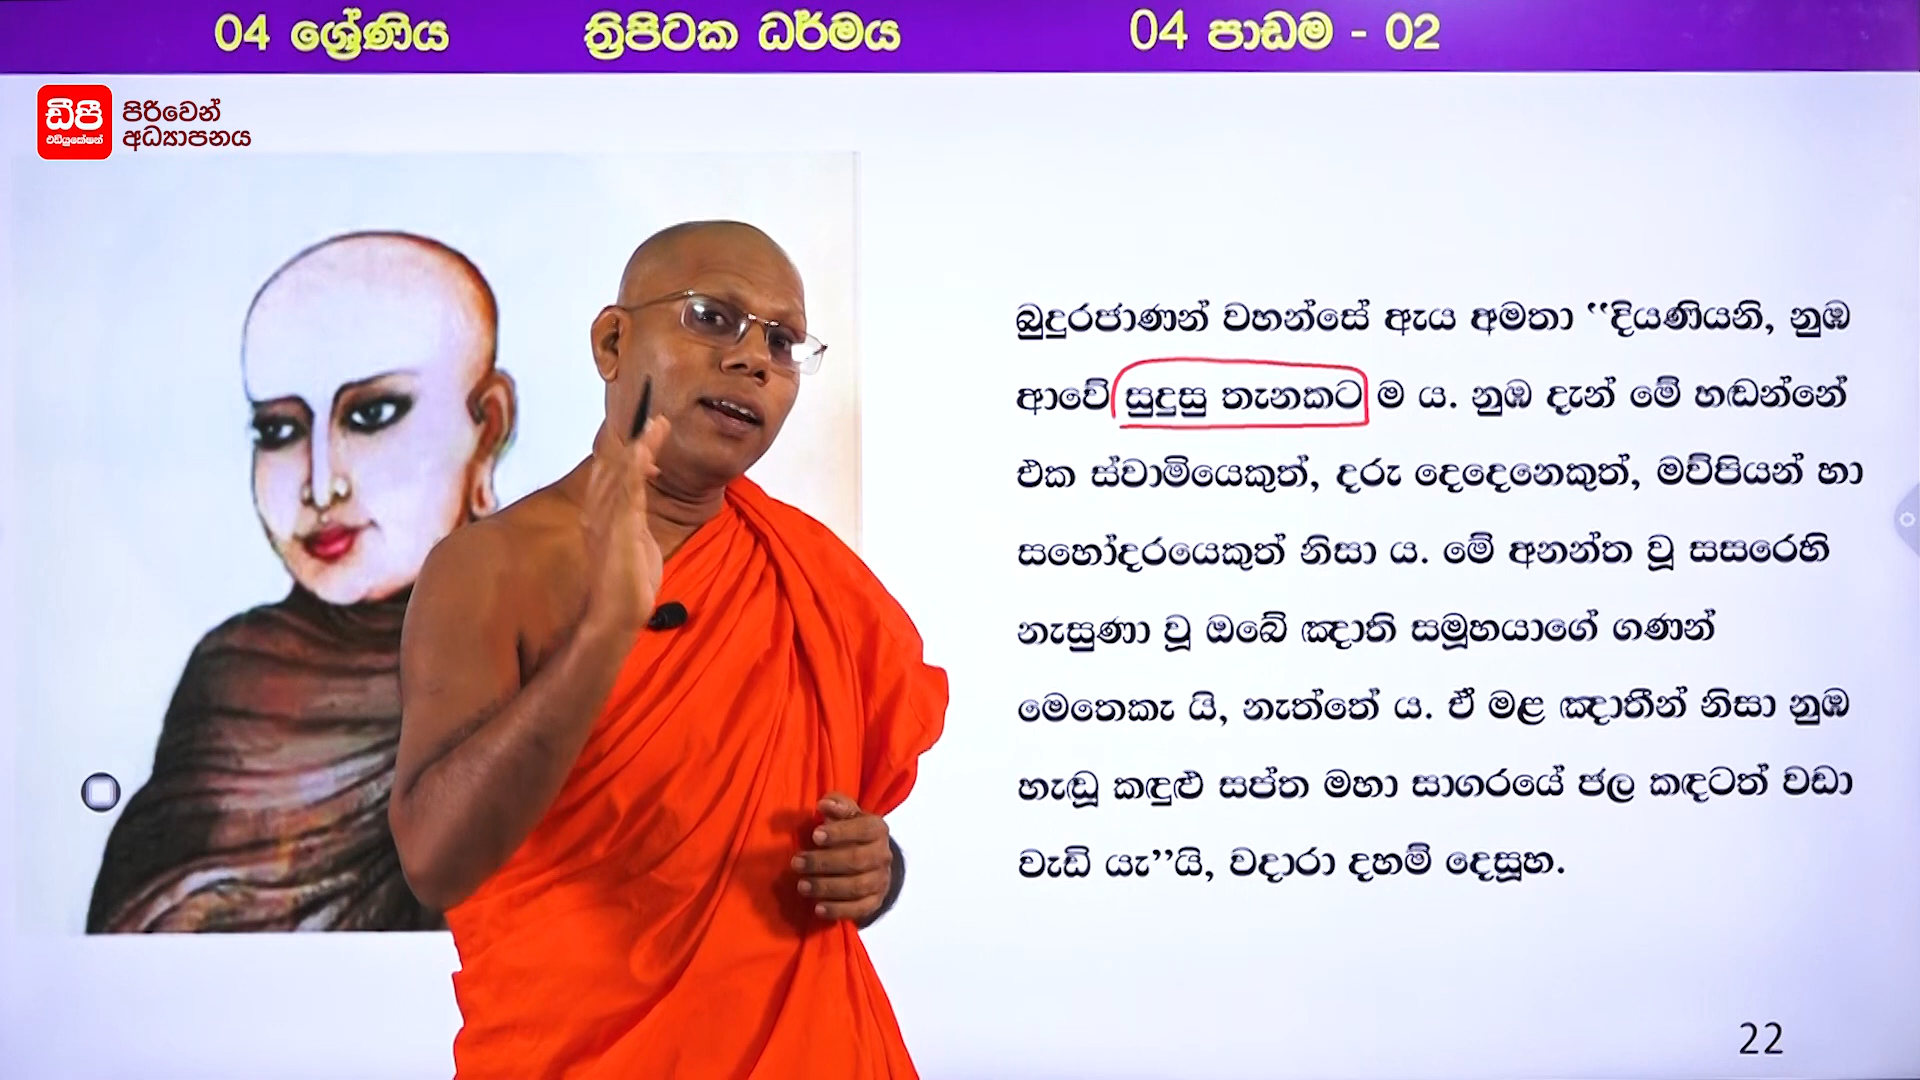 04 ශ්‍රේණිය
ත්‍රිපිටක ධර්මය
04 පාඩම - 02
ඩීපී
එඩියුකේෂන්
පිරිවෙන්
අධ්‍යාපනය
බුදුරජාණන් වහන්සේ ඇය අමතා “දියණියනි, නුඹ
ආවේ සුදුසු තැනකට ම ය. නුඹ දැන් මේ හඬන්නේ
එක ස්වාමියෙකුත්, දරු දෙදෙනෙකුත්, මව්පියන් හා
සහෝදරයෙකුත් නිසා ය. මේ අනන්ත වූ සසරෙහි
නැසුණා වූ ඔබේ ඤාති සමූහයාගේ ගණන්
මෙතෙකැ යි, නැත්තේ ය. ඒ මළ ඤාතීන් නිසා නුඹ
හැඬූ කඳුළු සප්ත මහා සාගරයේ ජල කඳටත් වඩා
වැඩි යැ”යි, වදාරා දහම් දෙසූහ.
22